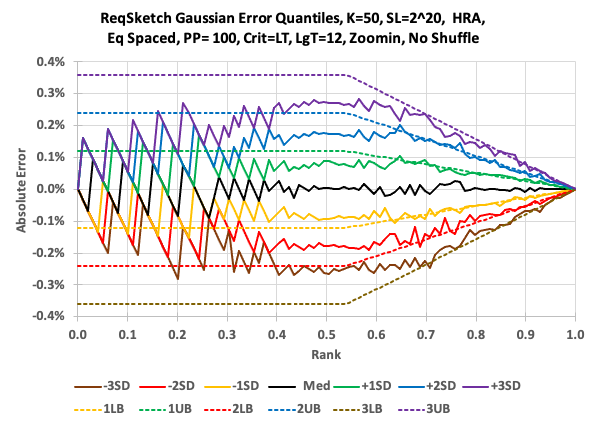 ReqSketch Gaussian Error Quantiles, K=50, SL=2^20, HRA,
Eq Spaced, PP= 100, Crit=LT, LgT=12, Zoomin, No Shuffle
0.4%
0.3%
0.2%
0.1%
0.0%
-0.1%
-0.2%
-0.3%
-0.4%
Absolute Error
0.0 0.1 0.2 0.3 0.4 0.5 0.6 0.7 0.8 0.9 1.0
Rank
-3SD -2SD -1SD Med +1SD +2SD +3SD
1LB 1UB 2LB 2UB 3LB 3UB